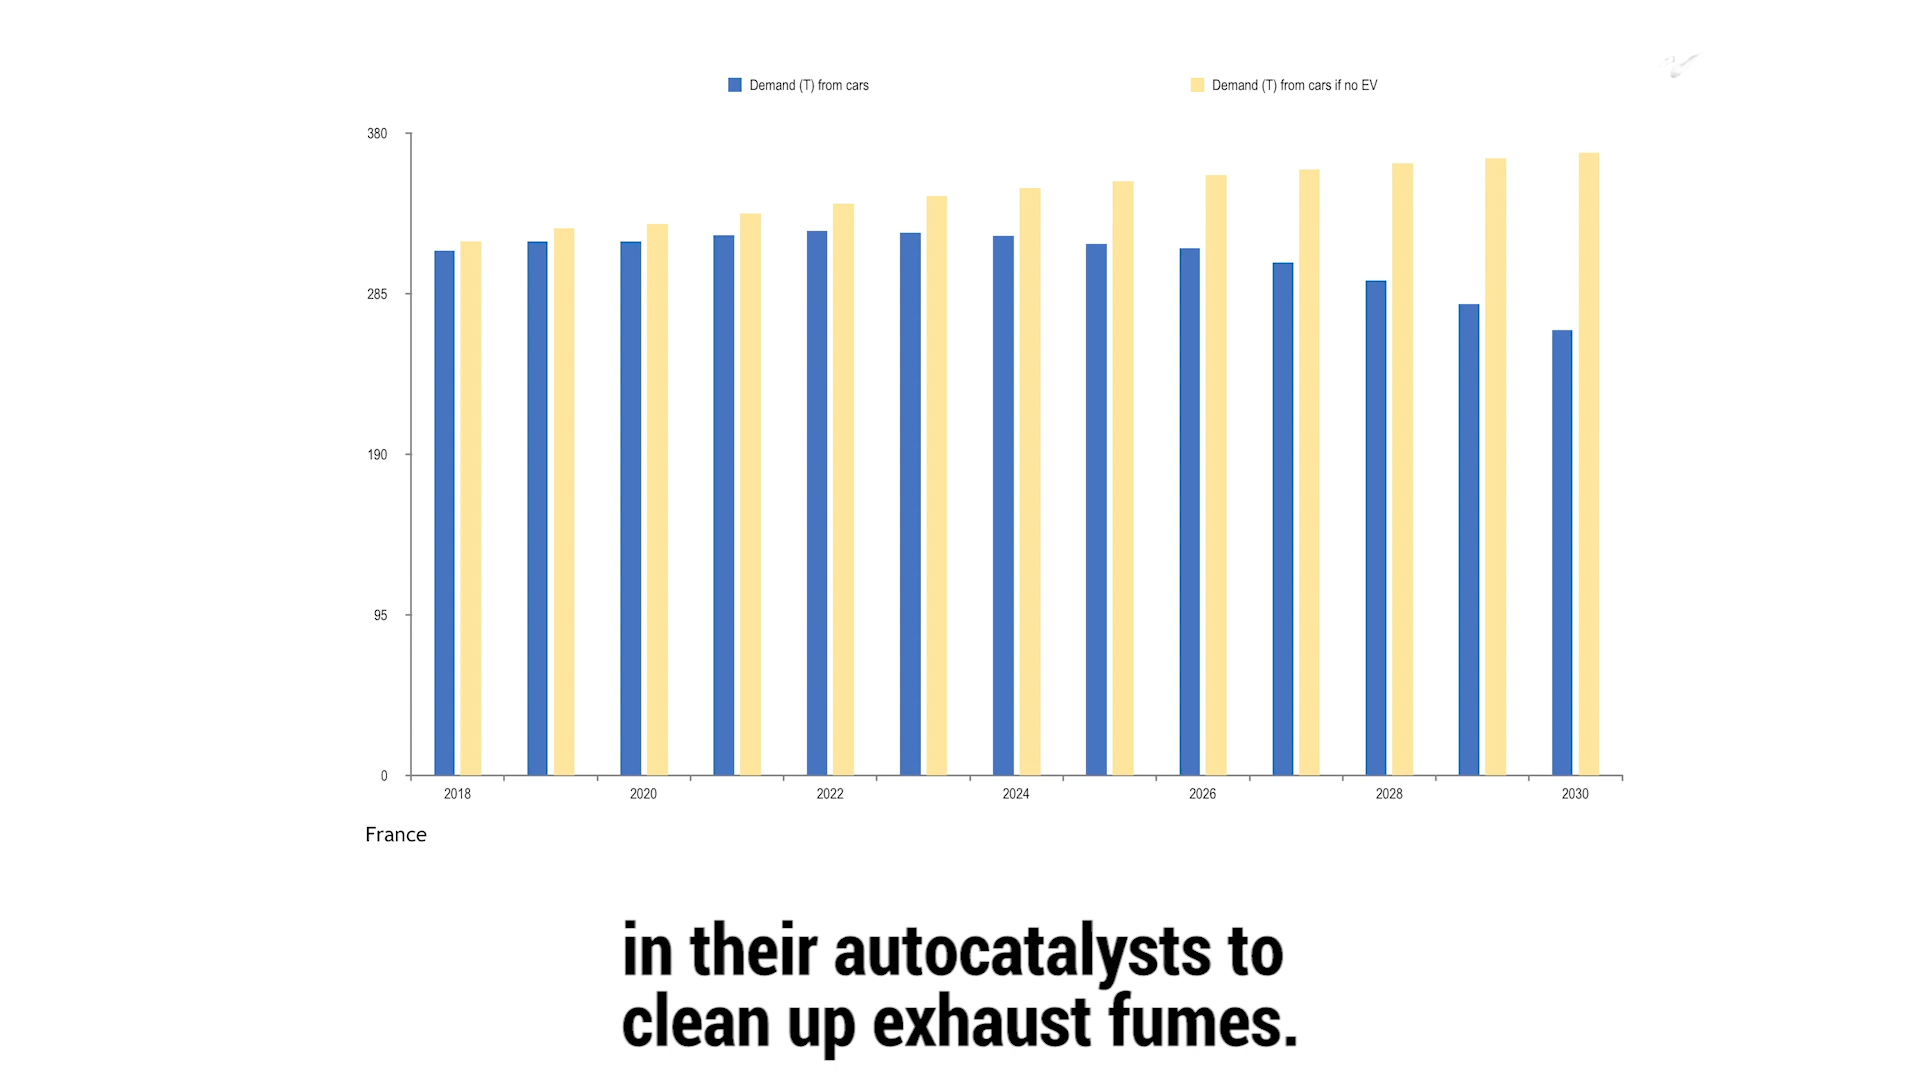 Demand (T) from cars
Demand (T) from cars if no EV
380
285
190
95
0
2018
2020
2022
2024
2026
2028
2030
France
in their autocatalysts to
clean up exhaust fumes.